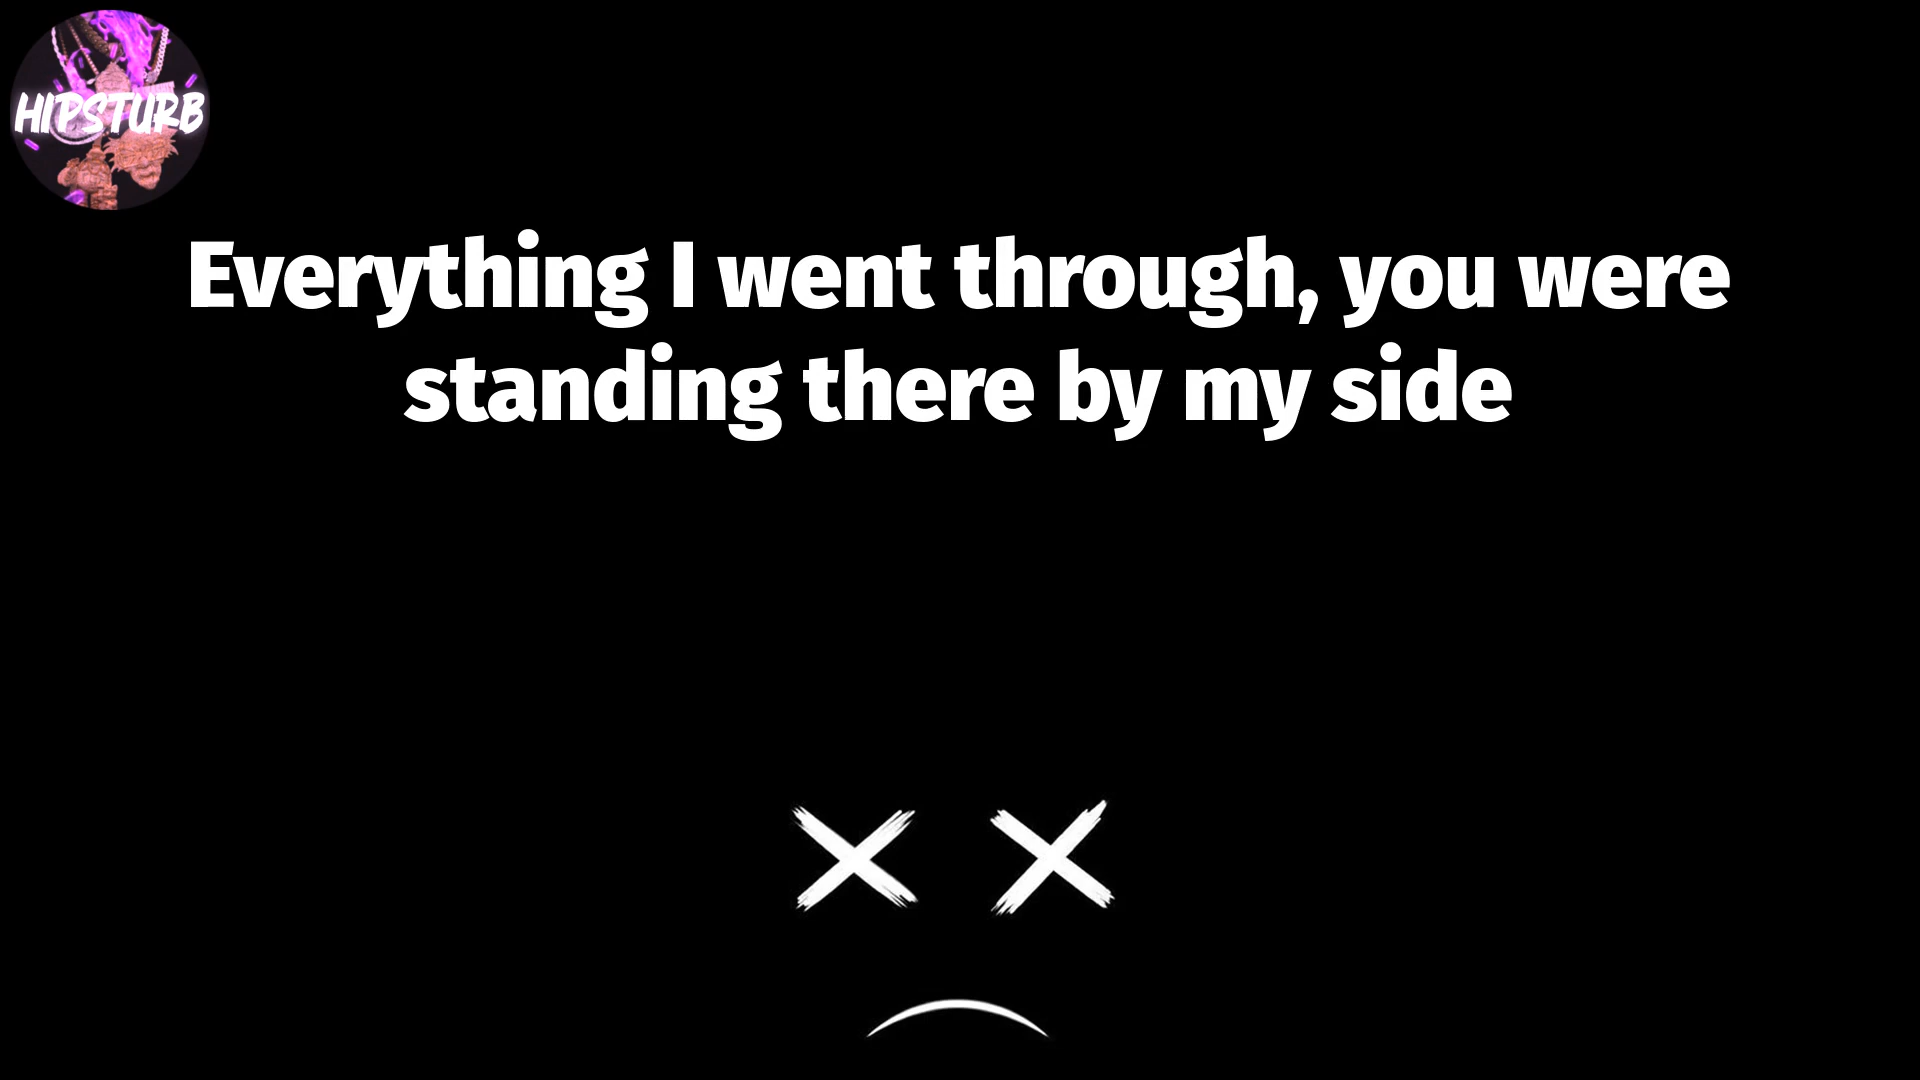 HIPSTURB
Everything I went through, you were
standing there by my side